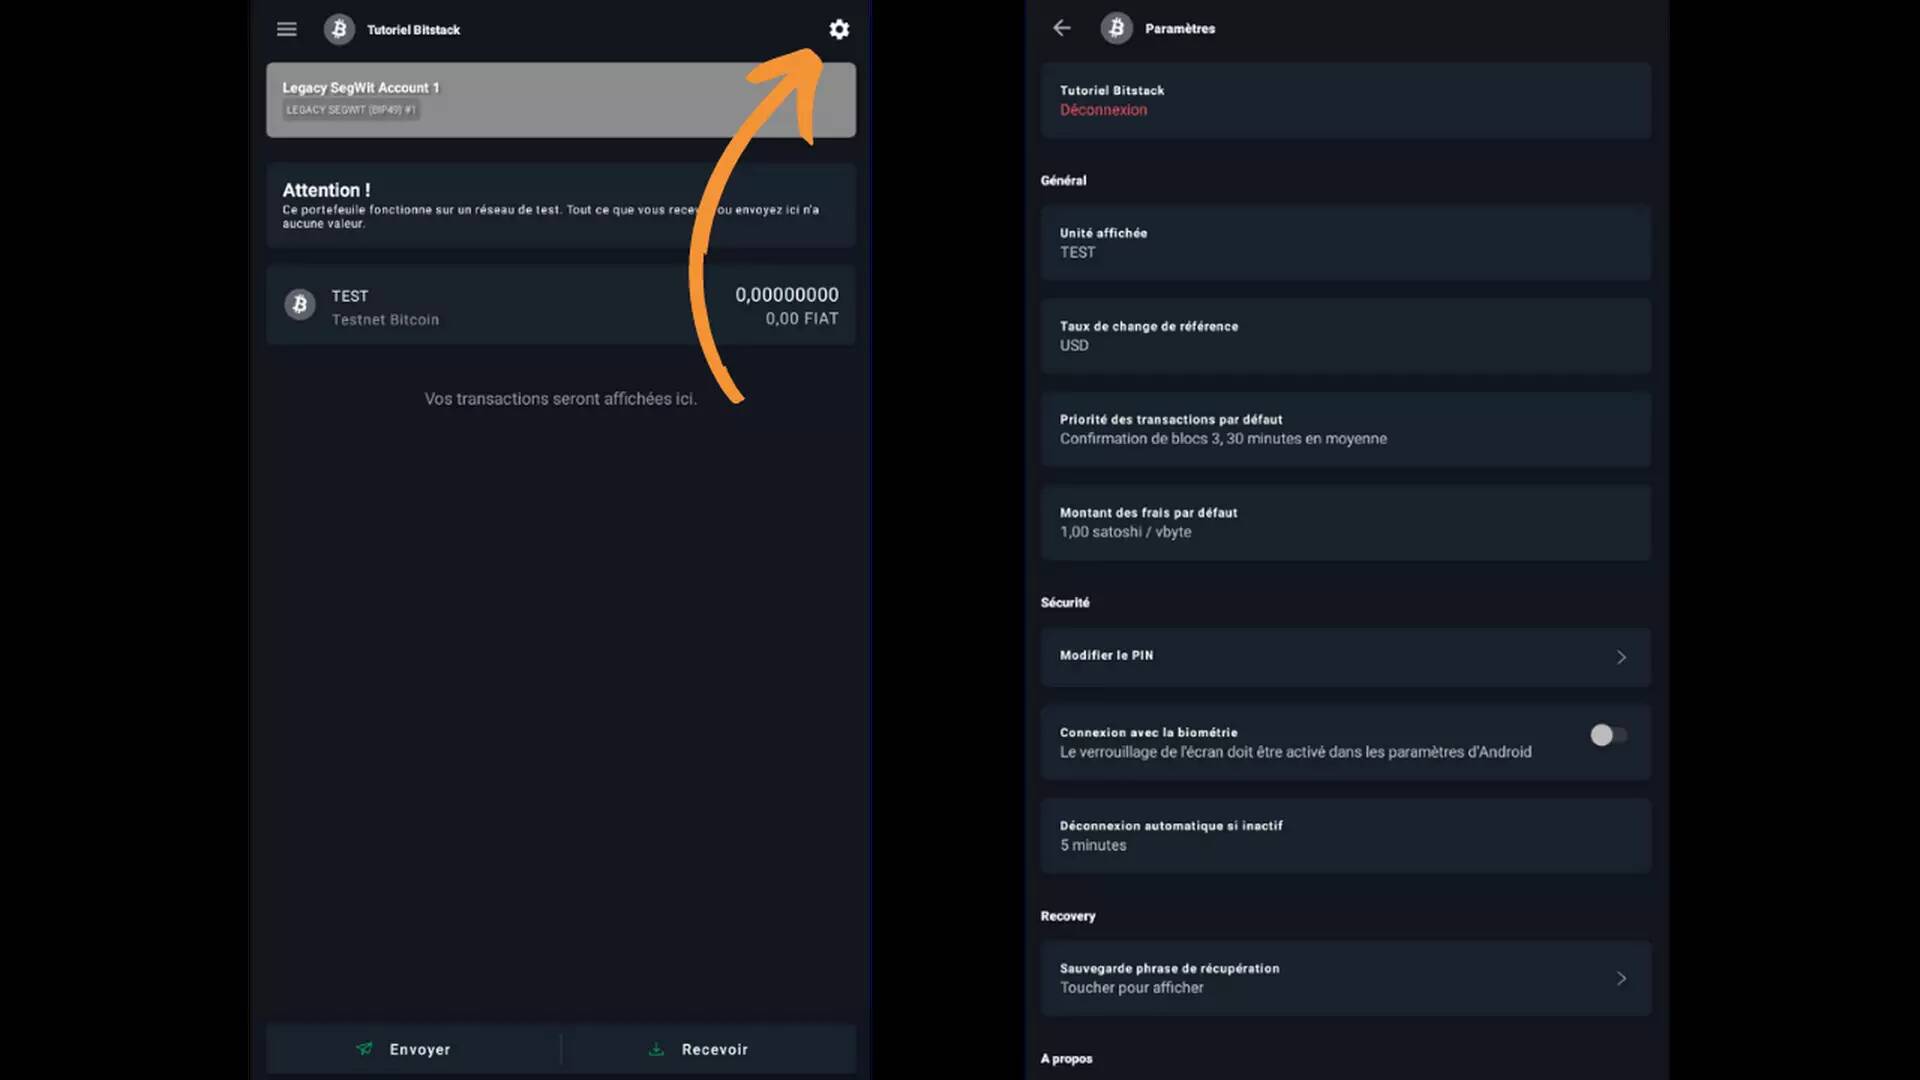 Tutoriel Bitstack
Legacy SegWit Account 1
LEGACY SEGWIT (BIP49) #1
Attention !
Ce portefeuile fonctionne sur un réseau de test. Tout ce que vous recev ou envoyez ici n'a
aucune valeur.
TEST
Testnet Bitcoin
0,00000000
0,00 FIAT
Vos transactions seront affichées ici.
Envoyer
Recevoir
Paramètres
Tutoriel Bitstack
Déconnexion
Général
Unité affichée
TEST
Taux de change de référence
USD
Priorité des transactions par défaut
Confirmation de blocs 3, 30 minutes en moyenne
Montant des frais par défaut
1,00 satoshi / vbyte
Sécurité
Modifier le PIN
Connexion avec la biométrie
Le verrouillage de l'écran doit être activé dans les paramètres d'Android
Déconnexion automatique si inactif
5 minutes
Recovery
Sauvegarde phrase de récupération
Toucher pour afficher
A propos